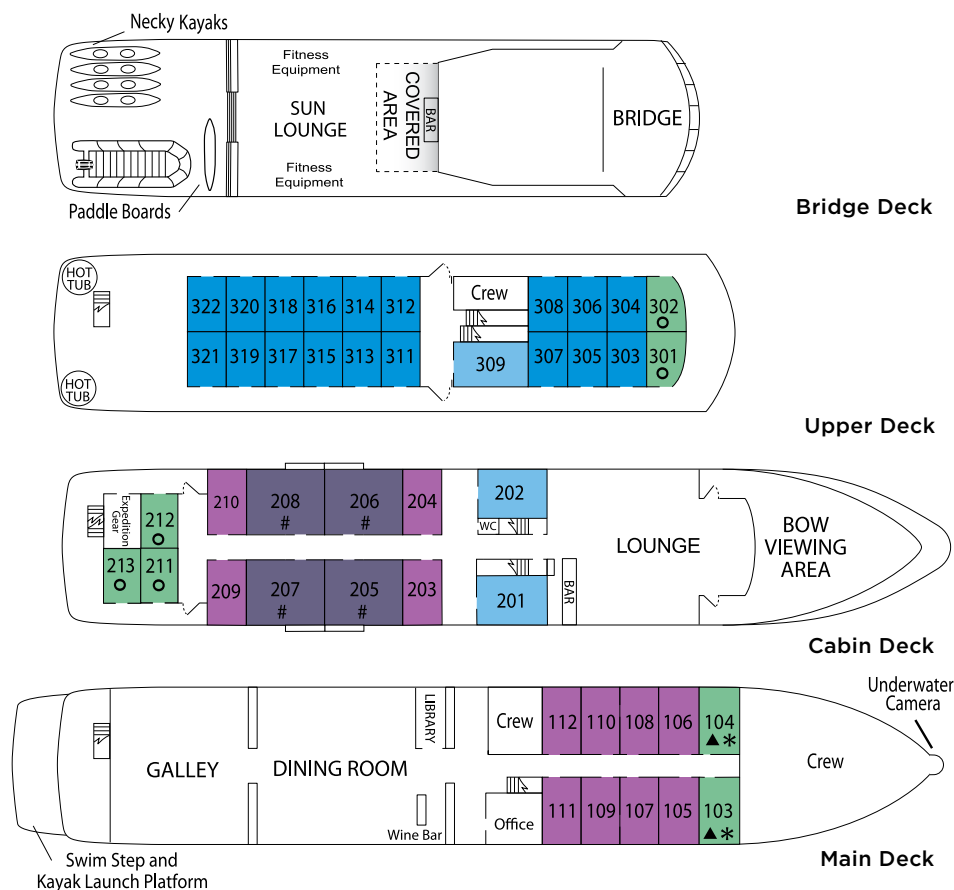 Necky Kayaks
Fitness
Equipment
SUN
LOUNGE
COVERED
AREA
BAR
BRIDGE
Fitness
Equipment
Paddle Boards
Bridge Deck
HOT
TUB
322 320 318 316 314 312
Crew
308 306 304 302
321 319 317 315 313 311
309
307 305 303 301
HOT
TUB
Upper Deck
210 208 206 204
# #
202
WC
Expedition
Gear
212
213 211
LOUNGE
BOW
VIEWING
AREA
209 207 205 203
# #
201
BAR
Cabin Deck
Underwater
Camera
LIBRARY
Crew
112 110 108 106 104
▲ *
GALLEY
DINING ROOM
Crew
Wine Bar
Office
111 109 107 105 103
▲ *
Main Deck
Swim Step and
Kayak Launch Platform